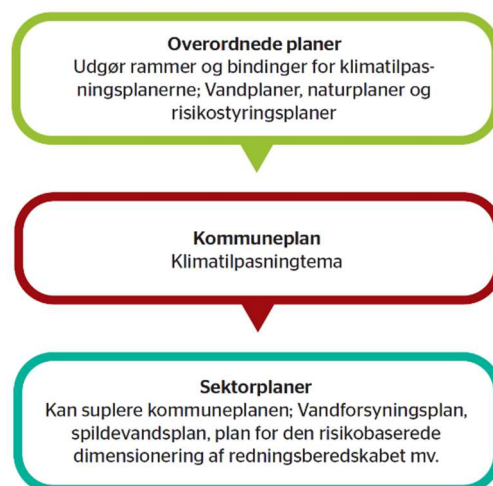 Overordnede planer
Udgør rammer og bindinger for klimatilpas-
ningsplanerne; Vandplaner, naturplaner og
risikostyringsplaner
Kommuneplan
Klimatilpasningtema
Sektorplaner
Kan suplere kommuneplanen; Vandforsyningsplan,
spildevandsplan, plan for den risikobaserede
dimensionering af redningsberedskabet mv.